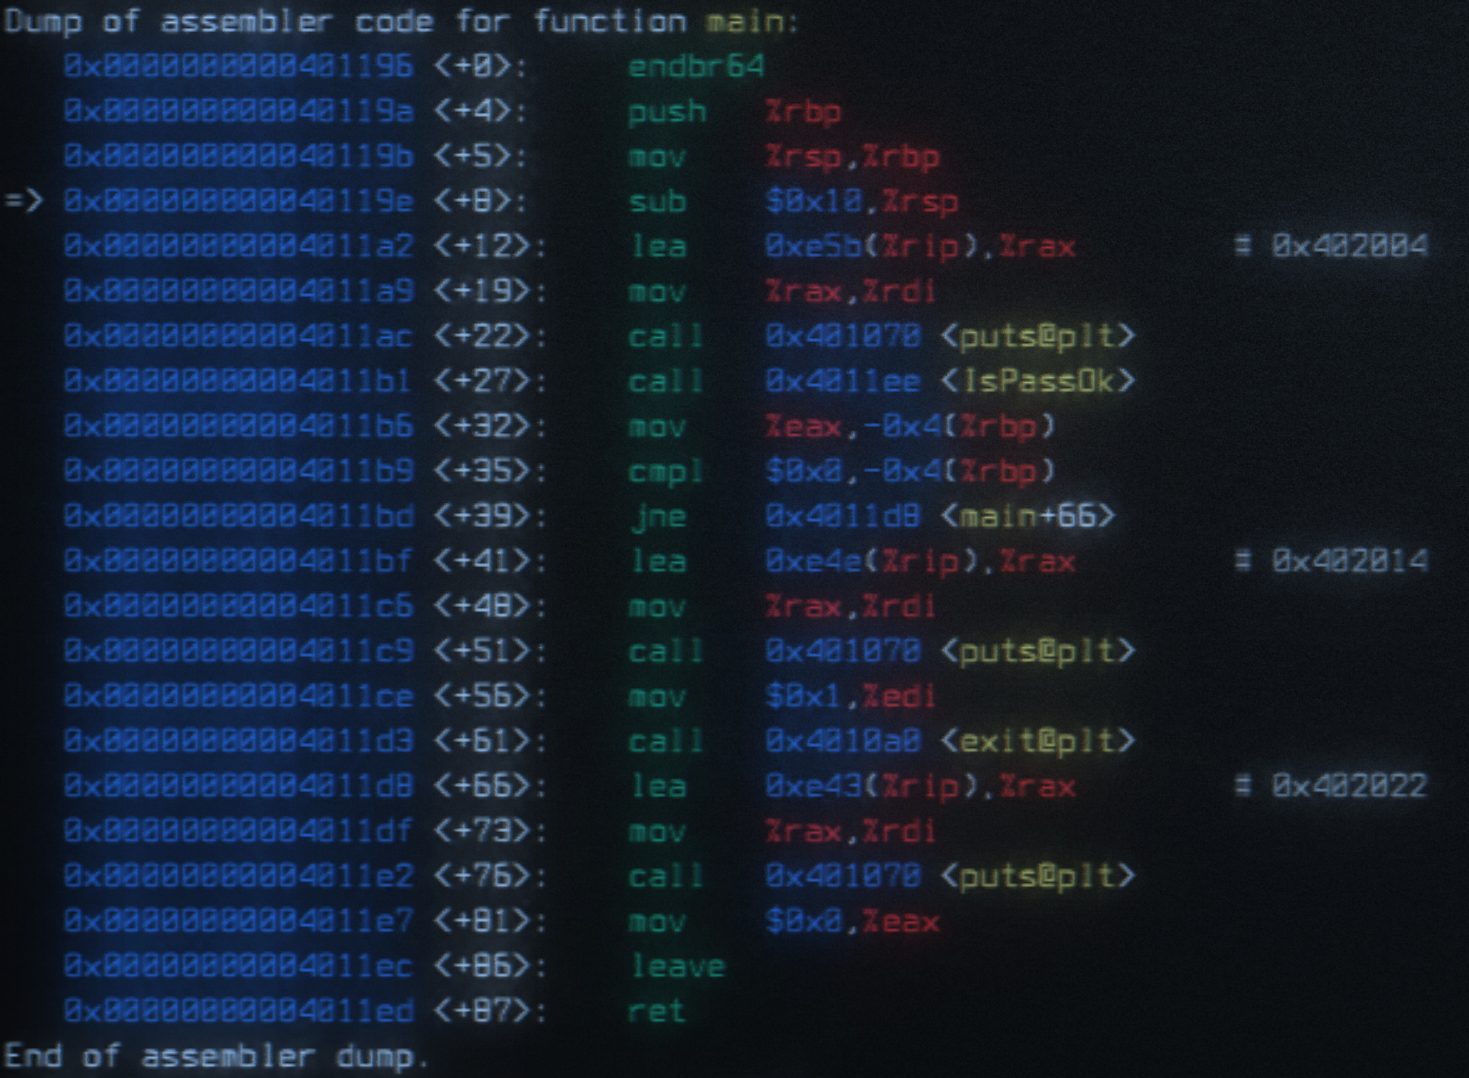 Dump of assembler code for function main:
0x0000000000401196 <+0>: endbr64
0x000000000040119a <+4>: push %rbp
0x000000000040119b <+5>: mov %rsp,%rbp
=> 0x000000000040119e <+8>: sub $0x10,%rsp
0x00000000004011a2 <+12>: lea 0xe5b(%rip),%rax # 0x402004
0x00000000004011a9 <+19>: mov %rax,%rdi
0x00000000004011ac <+22>: call 0x401070 <puts@plt>
0x00000000004011b1 <+27>: call 0x4011ee <IsPassOk>
0x00000000004011b6 <+32>: mov %eax,-0x4(%rbp)
0x00000000004011b9 <+35>: cmpl $0x0,-0x4(%rbp)
0x00000000004011bd <+39>: jne 0x4011d8 <main+66>
0x00000000004011bf <+41>: lea 0xe4e(%rip),%rax # 0x402014
0x00000000004011c6 <+48>: mov %rax,%rdi
0x00000000004011c9 <+51>: call 0x401070 <puts@plt>
0x00000000004011ce <+56>: mov $0x1,%edi
0x00000000004011d3 <+61>: call 0x4010a0 <exit@plt>
0x00000000004011d8 <+66>: lea 0xe43(%rip),%rax # 0x402022
0x00000000004011df <+73>: mov %rax,%rdi
0x00000000004011e2 <+76>: call 0x401070 <puts@plt>
0x00000000004011e7 <+81>: mov $0x0,%eax
0x00000000004011ec <+86>: leave
0x00000000004011ed <+87>: ret
End of assembler dump.